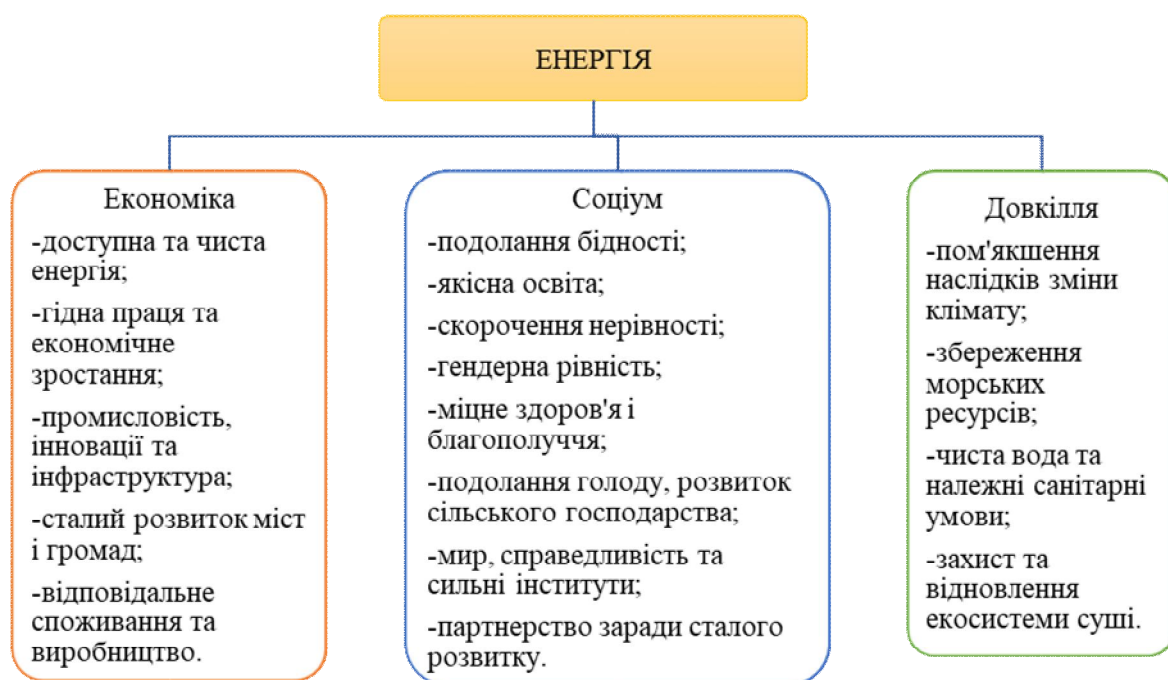 ЕНЕРГІЯ
Економіка
-доступна та чиста
енергія;
-гідна праця та
економічне
зростання;
-промисловість,
інновації та
інфраструктура;
-сталий розвиток міст
і громад;
-відповідальне
споживання та
виробництво.
Соціум
-подолання бідності;
-якісна освіта;
-скорочення нерівності;
-гендерна рівність;
-міцне здоров'я і
благополуччя;
-подолання голоду, розвиток
сільського господарства;
-мир, справедливість та
сильні інститути;
-партнерство заради сталого
розвитку.
Довкілля
-пом'якшення
наслідків зміни
клімату;
-збереження
морських
ресурсів;
-чиста вода та
належні санітарні
умови;
-захист та
відновлення
екосистеми суші.